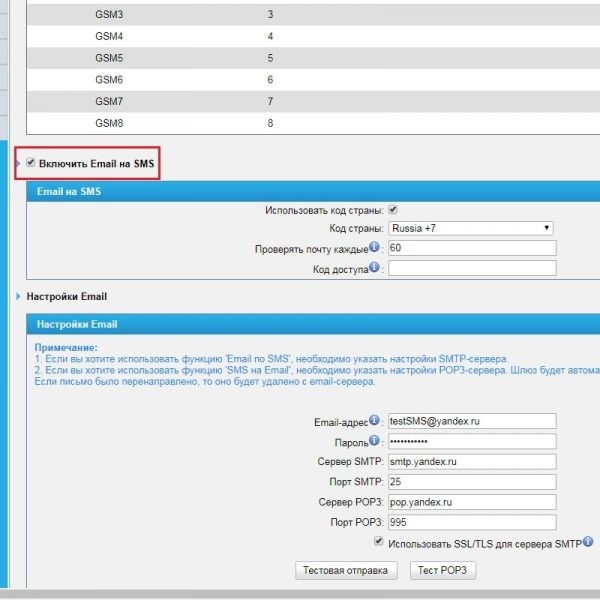 GSM3 3
GSM4 4
GSM5 5
GSM6 6
GSM7 7
GSM8 8
Включить Email на SMS
Email на SMS
Использовать код страны:
Код страны: Russia +7
Проверять почту каждые : 60
Код доступа :
Настройки Email
Настройки Email
Примечание:
1. Если вы хотите использовать функцию 'Email по SMS', необходимо указать настройки SMTP-сервера.
2. Если вы хотите использовать функцию 'SMS на Email', необходимо указать настройки POP3-сервера. Шлюз будет автома
Если письмо было перенаправлено, то оно будет удалено с email-сервера.
Email-адрес : testSMS@yandex.ru
Пароль : •••••••••••
Сервер SMTP: smtp.yandex.ru
Порт SMTP: 25
Сервер POP3: pop.yandex.ru
Порт POP3: 995
Использовать SSL/TLS для сервера SMTP
Тестовая отправка Тест POP3